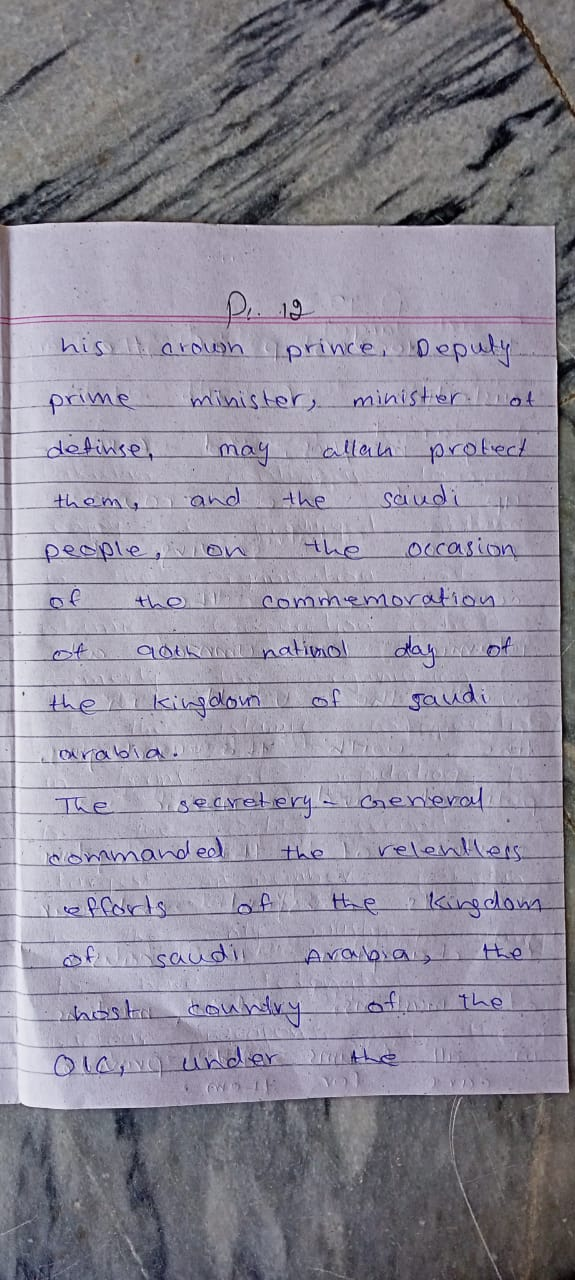 P. 12
his crown prince, Deputy
prime minister, minister of
definse, may allah protect
them, and the saudi
people, on the occasion
of the commemoration
of 90th national day of
the kingdom of saudi
arabia.
The secretery - General
commanded the relentless
efforts of the kingdom
of saudi Arabia, the
host country of the
OIC, under the